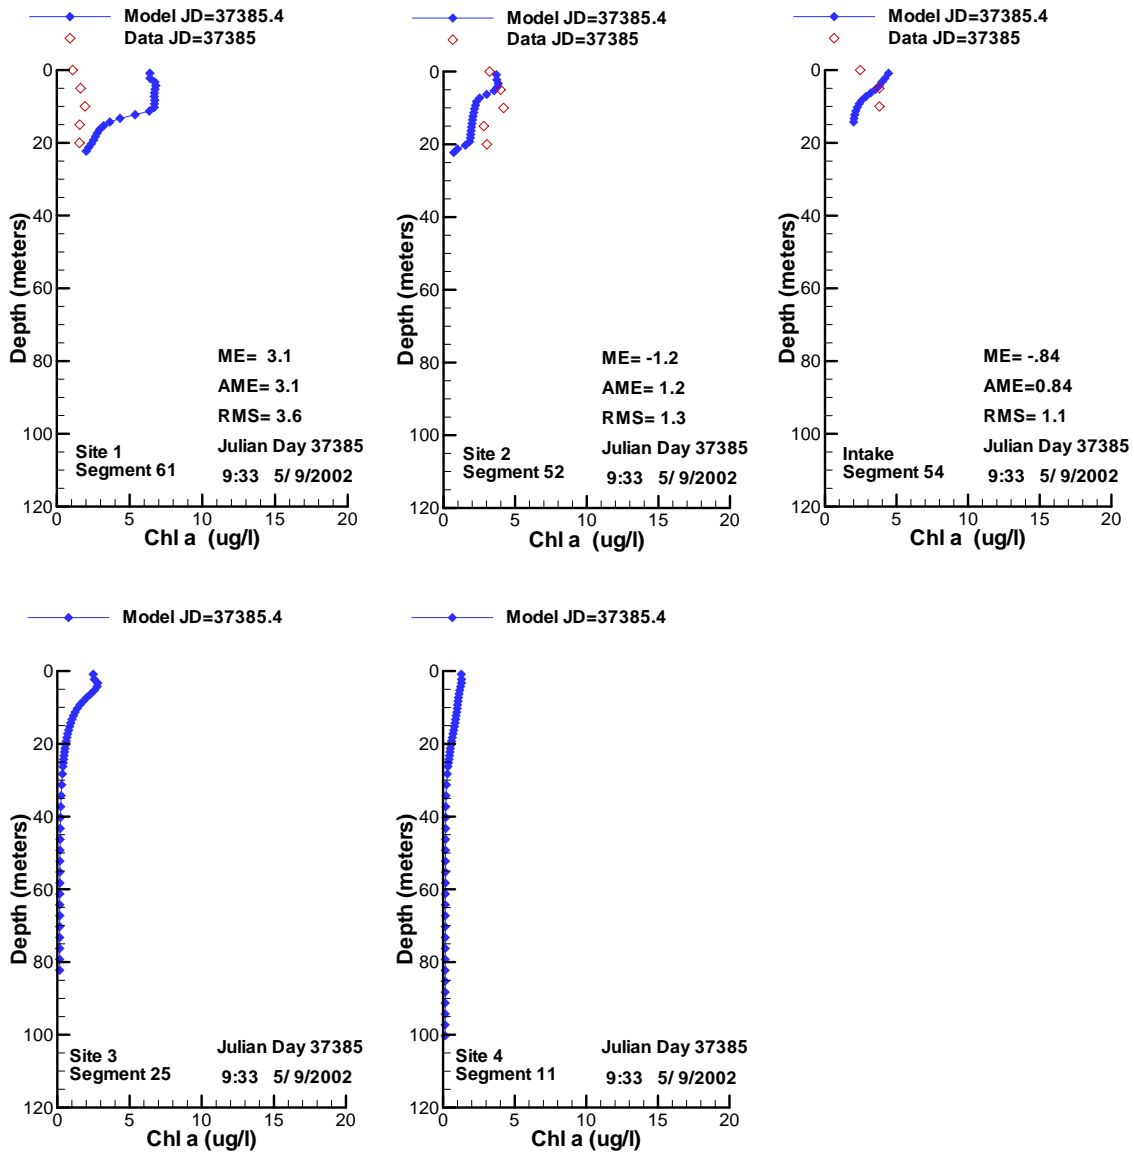 Model JD=37385.4
Data JD=37385
0
20
40
60
80
100
120
Depth (meters)
ME= 3.1
AME= 3.1
RMS= 3.6
Site 1
Segment 61
Julian Day 37385
9:33 5/ 9/2002
0 5 10 15 20
Chl a (ug/l)
Model JD=37385.4
Data JD=37385
0
20
40
60
80
100
120
Depth (meters)
ME= -1.2
AME= 1.2
RMS= 1.3
Site 2
Segment 52
Julian Day 37385
9:33 5/ 9/2002
0 5 10 15 20
Chl a (ug/l)
Model JD=37385.4
Data JD=37385
0
20
40
60
80
100
120
Depth (meters)
ME= -.84
AME=0.84
RMS= 1.1
Intake
Segment 54
Julian Day 37385
9:33 5/ 9/2002
0 5 10 15 20
Chl a (ug/l)
Model JD=37385.4
0
20
40
60
80
100
120
Depth (meters)
Site 3
Segment 25
Julian Day 37385
9:33 5/ 9/2002
0 5 10 15 20
Chl a (ug/l)
Model JD=37385.4
0
20
40
60
80
100
120
Depth (meters)
Site 4
Segment 11
Julian Day 37385
9:33 5/ 9/2002
0 5 10 15 20
Chl a (ug/l)